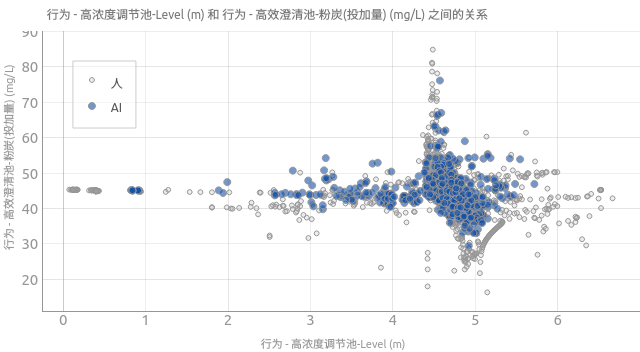 行为 - 高浓度调节池-Level (m) 和 行为 - 高效澄清池-粉炭(投加量) (mg/L) 之间的关系
90
80
70
60
50
40
30
20
人
AI
行为 - 高效澄清池-粉炭(投加量) (mg/L)
0 1 2 3 4 5 6
行为 - 高浓度调节池-Level (m)